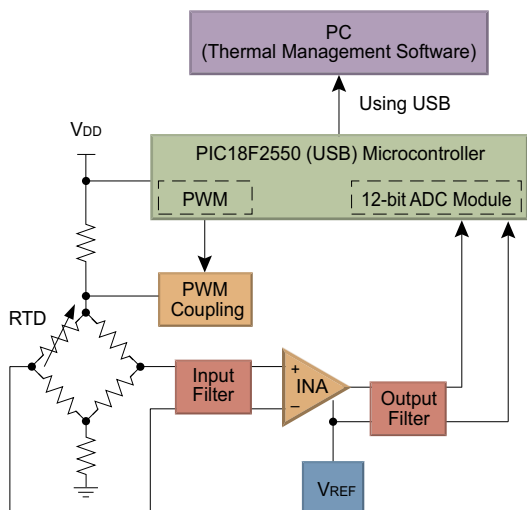 PC
(Thermal Management Software)
Using USB
VDD
PIC18F2550 (USB) Microcontroller
PWM
12-bit ADC Module
PWM
Coupling
RTD
Input
Filter
+
INA
–
Output
Filter
VREF